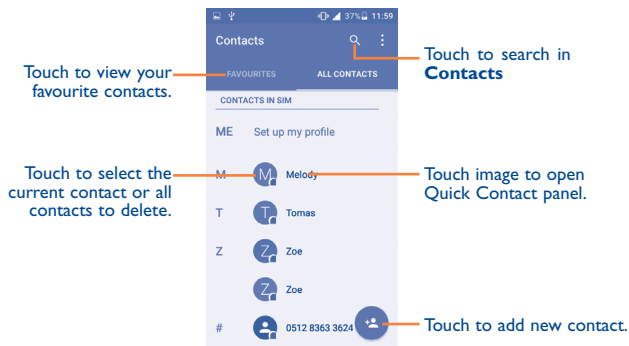 37% 11:59
Contacts
FAVOURITES ALL CONTACTS
CONTACTS IN SIM
ME Set up my profile
M M Melody
T T Tomas
Z Z Zoe
Z Zoe
# 0512 8363 3624
Touch to view your
favourite contacts.
Touch to select the
current contact or all
contacts to delete.
Touch to search in
Contacts
Touch image to open
Quick Contact panel.
Touch to add new contact.